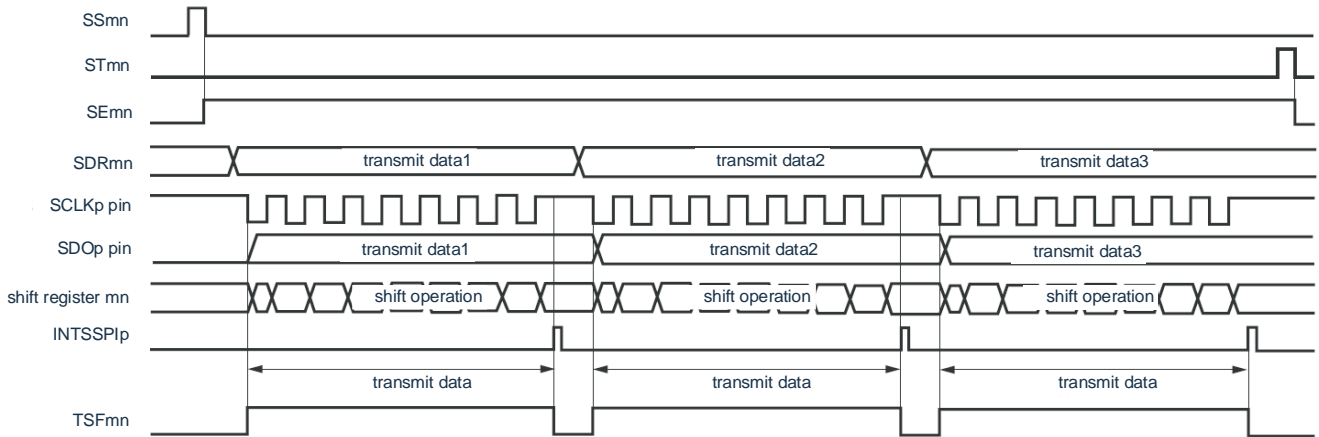 SSmn
STmn
SEmn
SDRmn transmit data1 transmit data2 transmit data3
SCLKp pin
SDOp pin transmit data1 transmit data2 transmit data3
shift register mn shift operation shift operation shift operation
INTSSPIp
transmit data transmit data transmit data
TSFmn